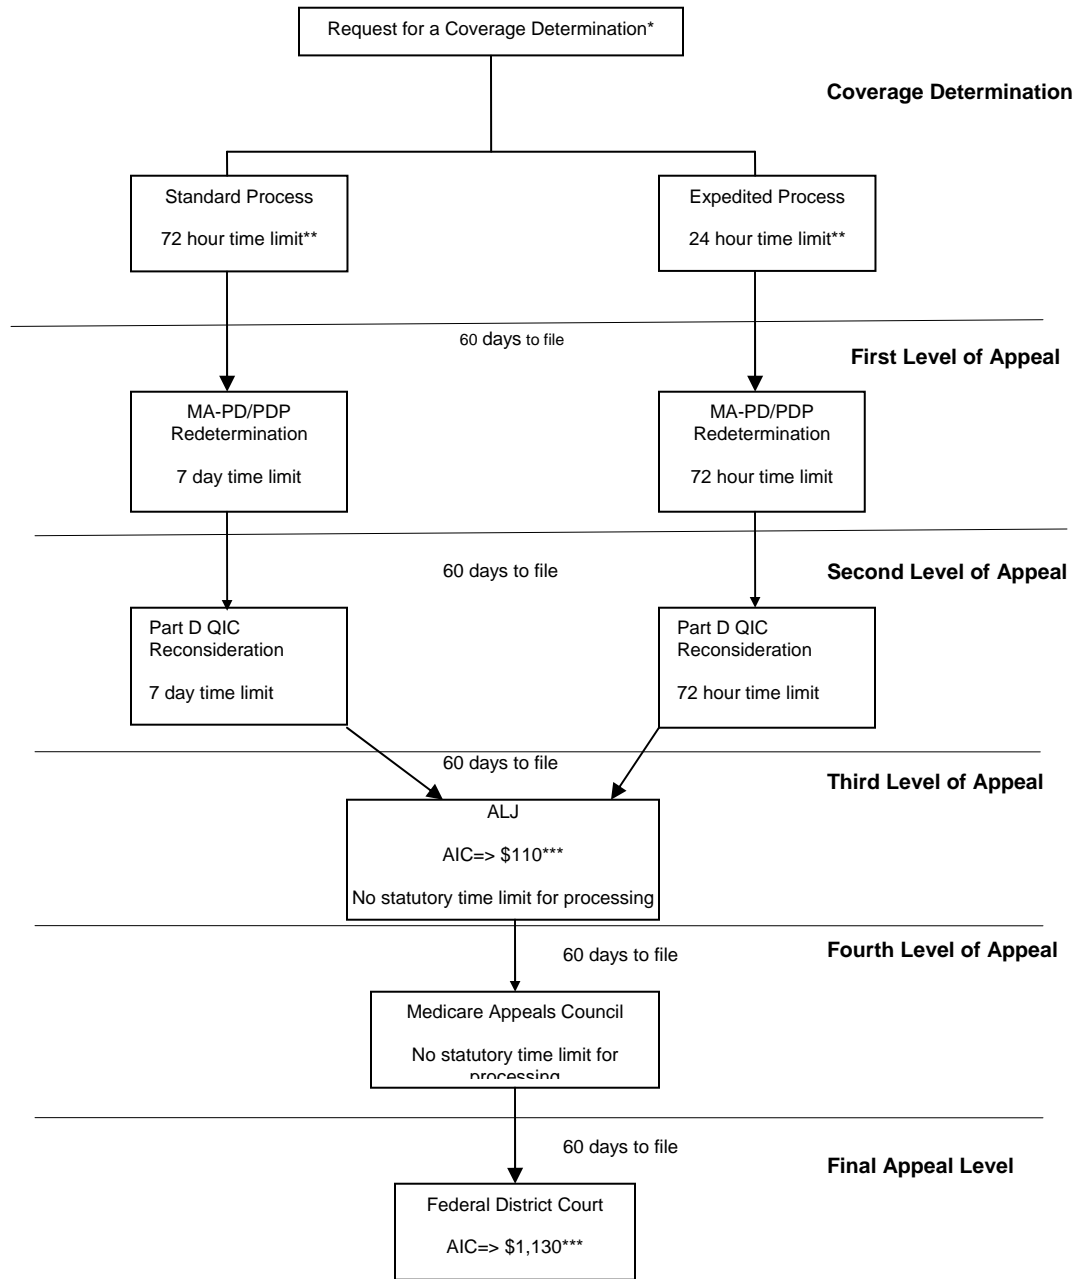 Request for a Coverage Determination*
Coverage Determination
Standard Process
72 hour time limit**
Expedited Process
24 hour time limit**
60 days to file
First Level of Appeal
MA-PD/PDP
Redetermination
7 day time limit
MA-PD/PDP
Redetermination
72 hour time limit
60 days to file
Second Level of Appeal
Part D QIC
Reconsideration
7 day time limit
Part D QIC
Reconsideration
72 hour time limit
60 days to file
Third Level of Appeal
ALJ
AIC=> $110***
No statutory time limit for processing
60 days to file
Fourth Level of Appeal
Medicare Appeals Council
No statutory time limit for
processing
60 days to file
Final Appeal Level
Federal District Court
AIC=> $1,130***